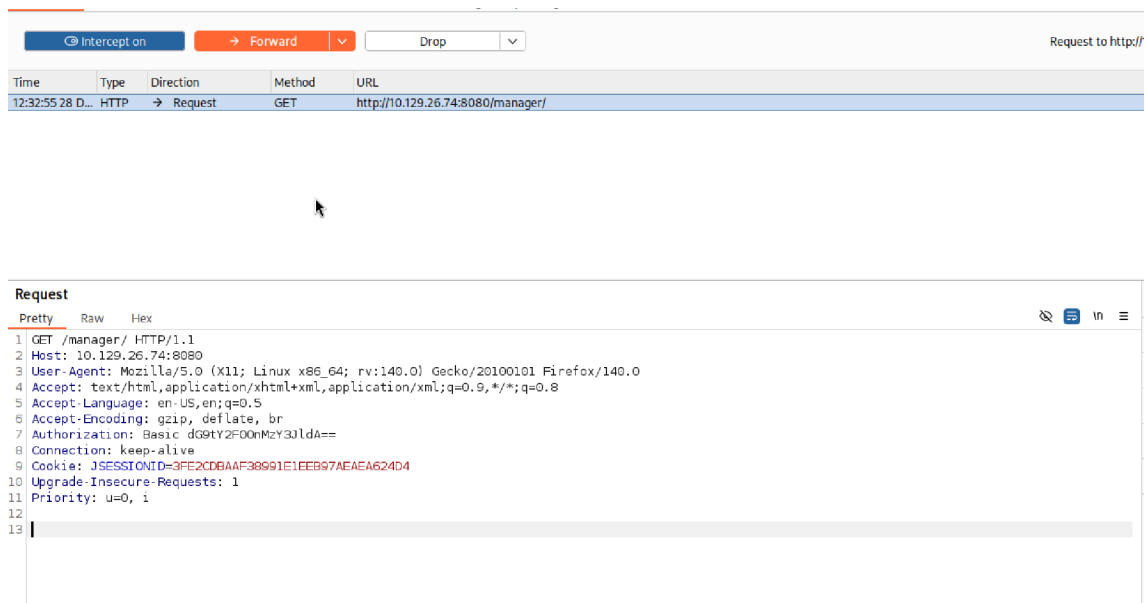 Intercept on
Forward
Drop
Request to http://
Time Type Direction Method URL
12:32:55 28 D... HTTP → Request GET http://10.129.26.74:8080/manager/
Request
Pretty Raw Hex
\n
1 GET /manager/ HTTP/1.1
2 Host: 10.129.26.74:8080
3 User-Agent: Mozilla/5.0 (X11; Linux x86_64; rv:140.0) Gecko/20100101 Firefox/140.0
4 Accept: text/html,application/xhtml+xml,application/xml;q=0.9,*/*;q=0.8
5 Accept-Language: en-US,en;q=0.5
6 Accept-Encoding: gzip, deflate, br
7 Authorization: Basic dG9tY2F0OnMzY3JldA==
8 Connection: keep-alive
9 Cookie: JSESSIONID=3FE2CDBAAF38991E1EEB97AEAEA624D4
10 Upgrade-Insecure-Requests: 1
11 Priority: u=0, i
12
13